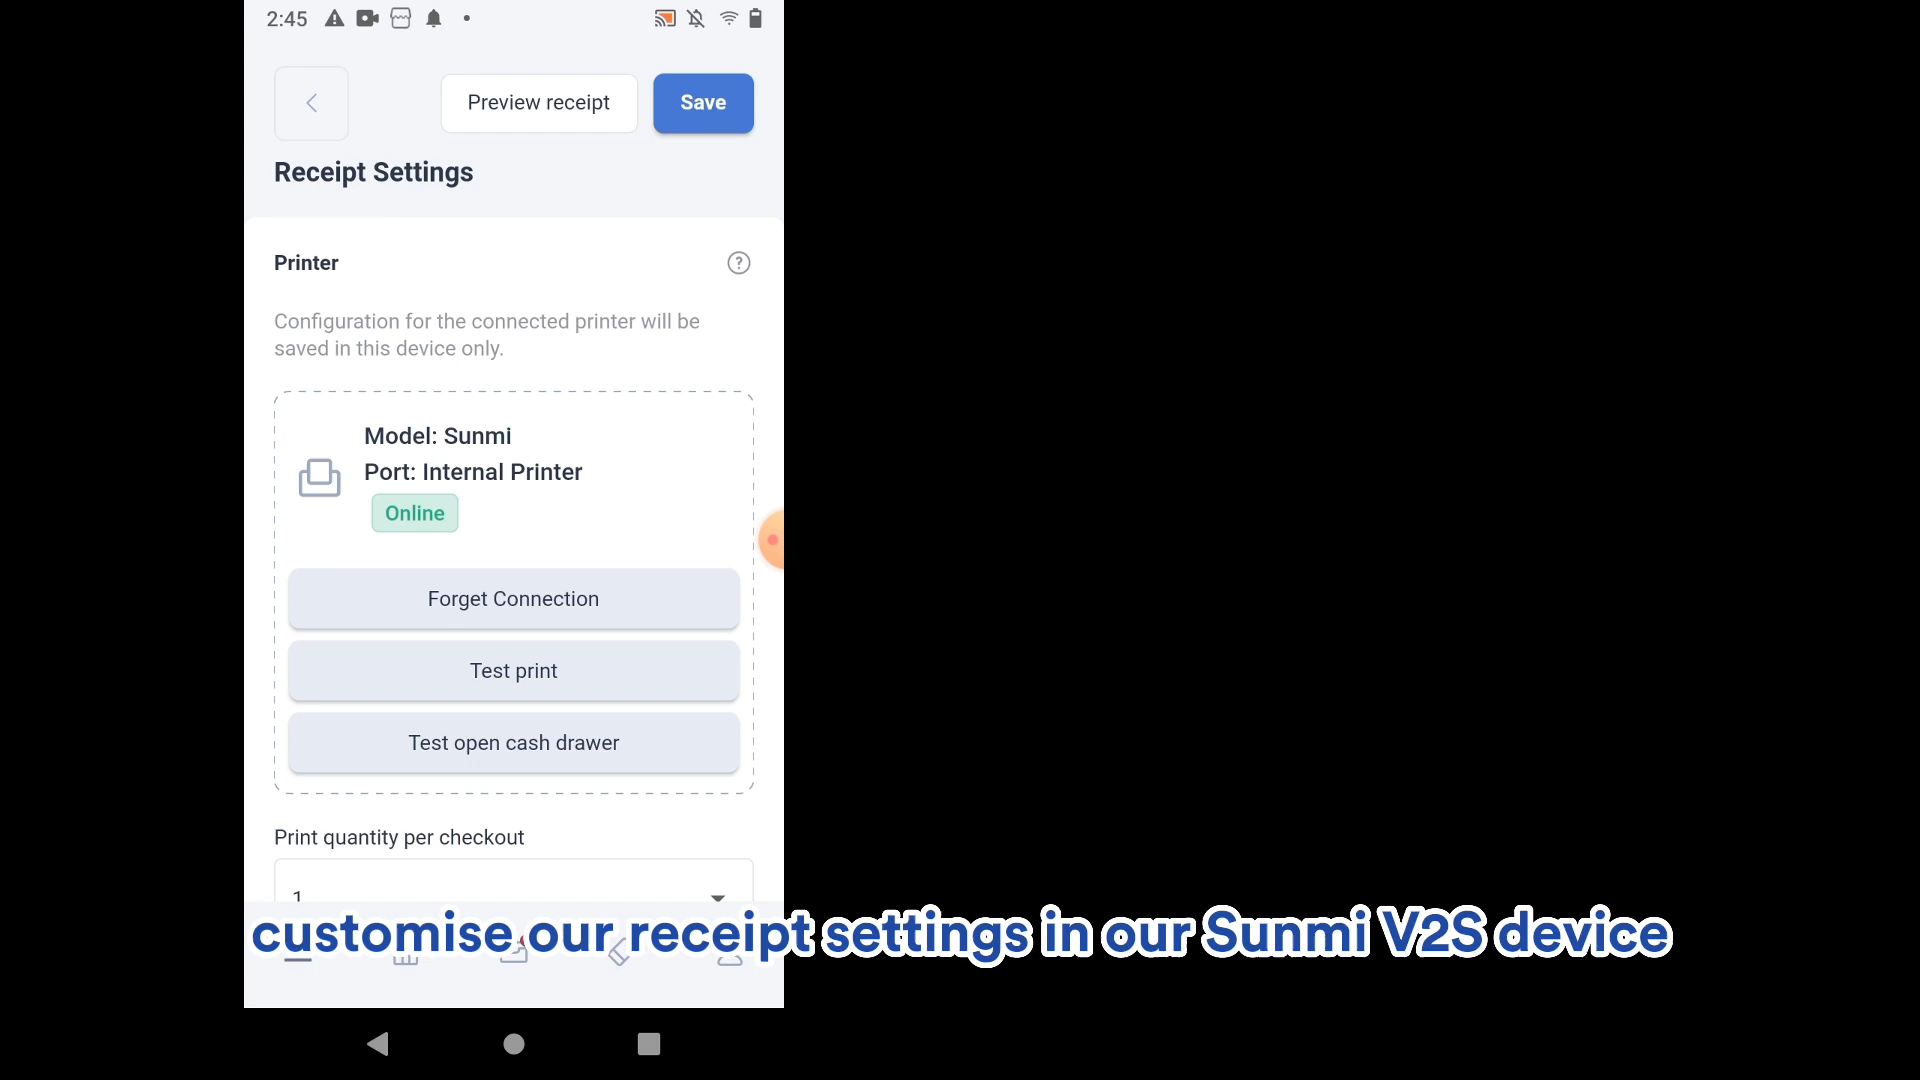 2:45
Preview receipt
Save
Receipt Settings
Printer
Configuration for the connected printer will be
saved in this device only.
Model: Sunmi
Port: Internal Printer
Online
Forget Connection
Test print
Test open cash drawer
Print quantity per checkout
1
customise our receipt settings in our Sunmi V2S device